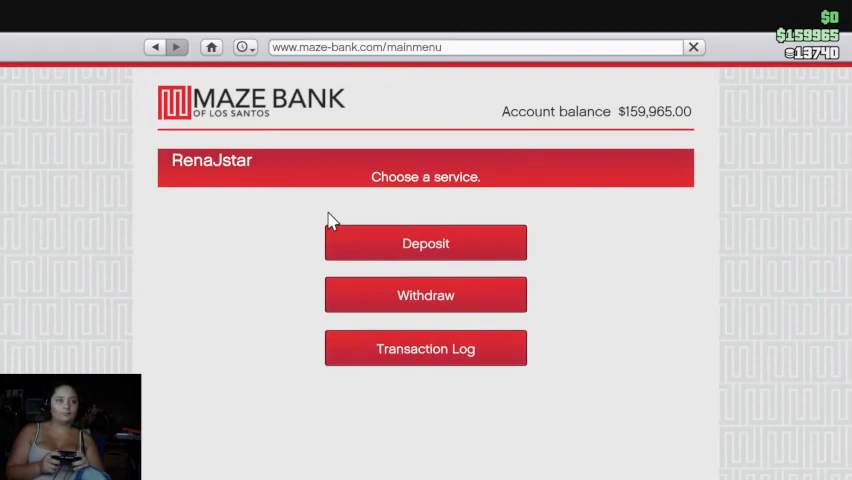 $0
$159965
13740
www.maze-bank.com/mainmenu
MAZE BANK
OF LOS SANTOS
Account balance $159,965.00
RenaJstar
Choose a service.
Deposit
Withdraw
Transaction Log